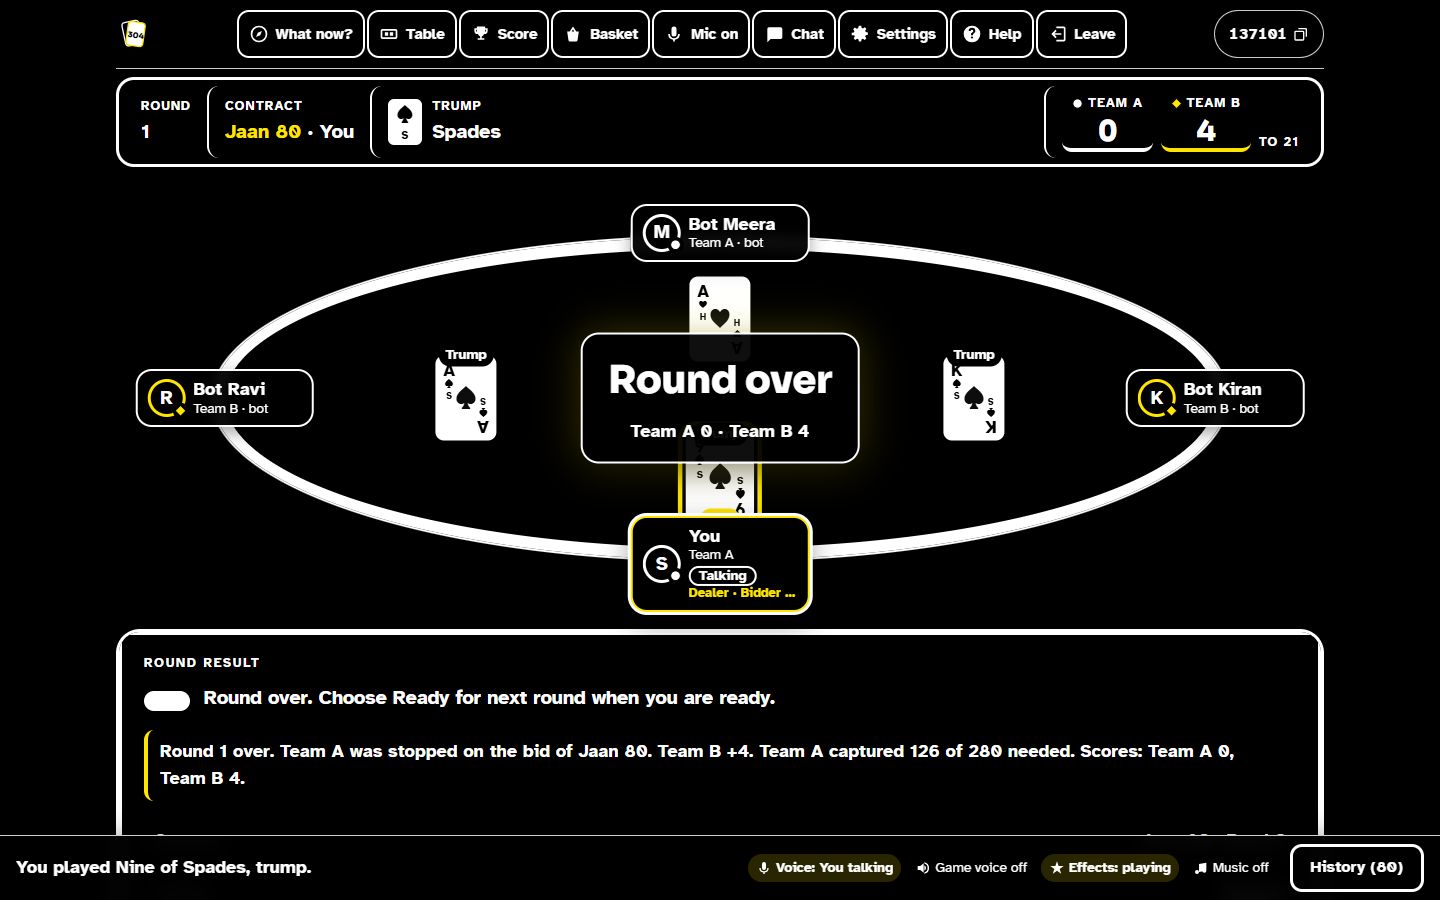 304
What now?
Table
Score
Basket
Mic on
Chat
Settings
Help
Leave
137101
ROUND
1
CONTRACT
Jaan 80 · You
S
TRUMP
Spades
TEAM A
0
TEAM B
4
TO 21
M
Bot Meera
Team A · bot
A
H
H
A
R
Bot Ravi
Team B · bot
Trump
A
S
S
A
Round over
Team A 0 · Team B 4
Trump
K
S
S
K
K
Bot Kiran
Team B · bot
S
S
9
S
You
Team A
Talking
Dealer · Bidder ...
ROUND RESULT
Round over. Choose Ready for next round when you are ready.
Round 1 over. Team A was stopped on the bid of Jaan 80. Team B +4. Team A captured 126 of 280 needed. Scores: Team A 0,
Team B 4.
You played Nine of Spades, trump.
Voice: You talking
Game voice off
Effects: playing
Music off
History (80)